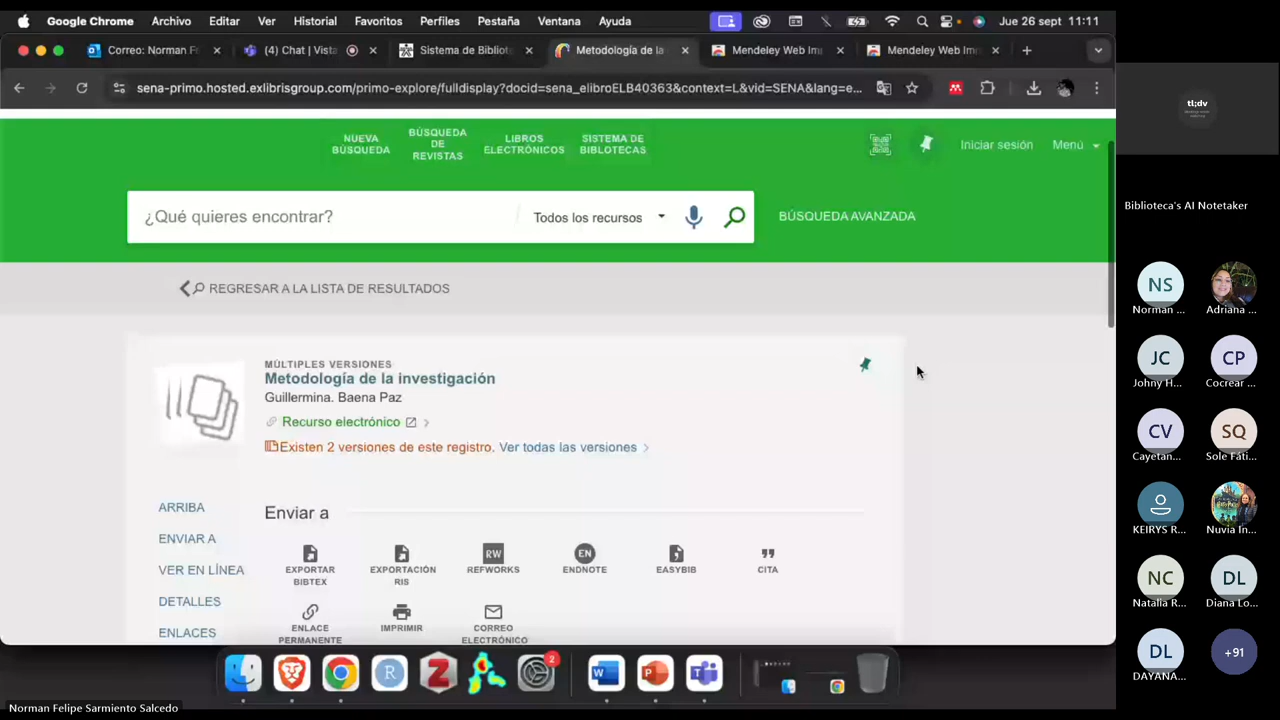 Google Chrome Archivo Editar Ver Historial Favoritos Perfiles Pestaña Ventana Ayuda Jue 26 sept 11:11
Correo: Norman F
(4) Chat | Vista
Sistema de Bibliot
Metodología de la
Mendeley Web Im
Mendeley Web Im
sena-primo.hosted.exlibrisgroup.com/primo-explore/fulldisplay?docid=sena_elibroELB40363&context=L&vid=SENA&lang=e...
NUEVA
BÚSQUEDA
BÚSQUEDA
DE
REVISTAS
LIBROS
ELECTRÓNICOS
SISTEMA DE
BIBLOTECAS
Iniciar sesión
Menú
¿Qué quieres encontrar?
Todos los recursos
BÚSQUEDA AVANZADA
REGRESAR A LA LISTA DE RESULTADOS
MÚLTIPLES VERSIONES
Metodología de la investigación
Guillermina. Baena Paz
Recurso electrónico
Existen 2 versiones de este registro. Ver todas las versiones
ARRIBA
ENVIAR A
VER EN LÍNEA
DETALLES
ENLACES
Enviar a
EXPORTAR
BIBTEX
EXPORTACIÓN
RIS
RW
REFWORKS
EN
ENDNOTE
EASYBIB
CITA
ENLACE
PERMANENTE
IMPRIMIR
CORREO
ELECTRÓNICO
2
Norman Felipe Sarmiento Salcedo
tl;dv
Biblioteca's AI Notetaker
NS
Norman ...
Adriana ...
JC
Johny H...
CP
Cocrear ...
CV
Cayetan...
SQ
Sole Fáti...
KEIRYS R...
Nuvia In...
NC
Natalia R...
DL
Diana Lo...
DL
DAYANA...
+91